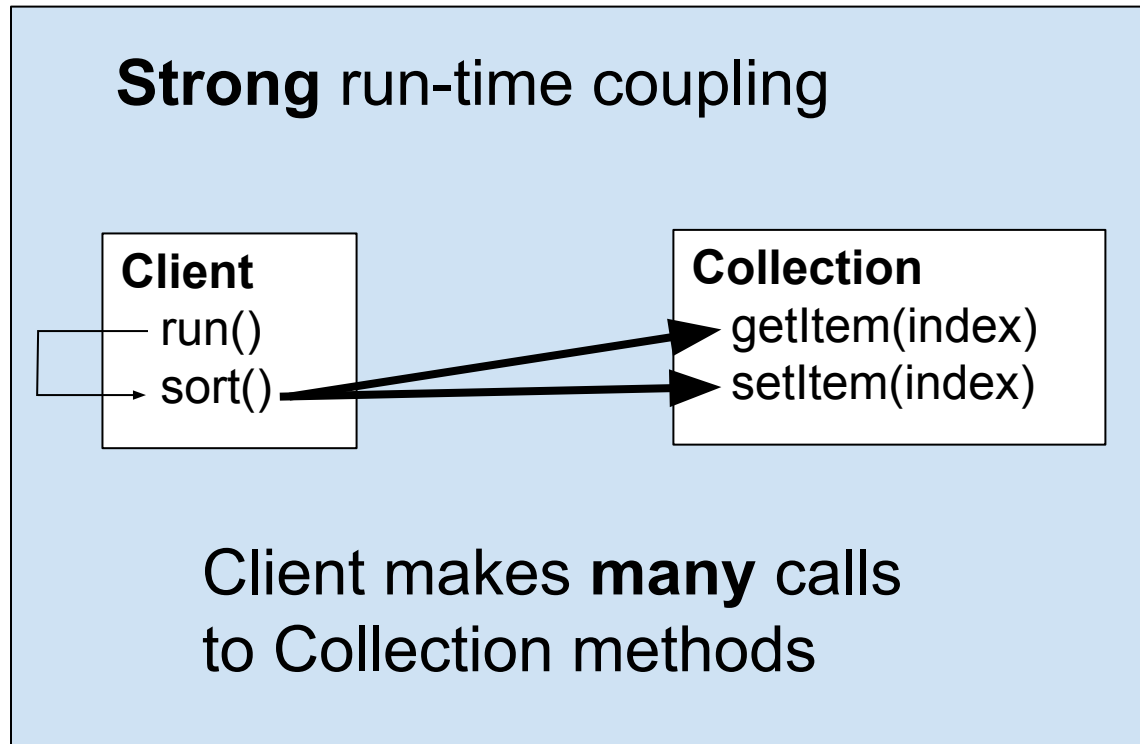 Strong run-time coupling
Client
run()
sort()
Collection
getItem(index)
setItem(index)
Client makes many calls
to Collection methods